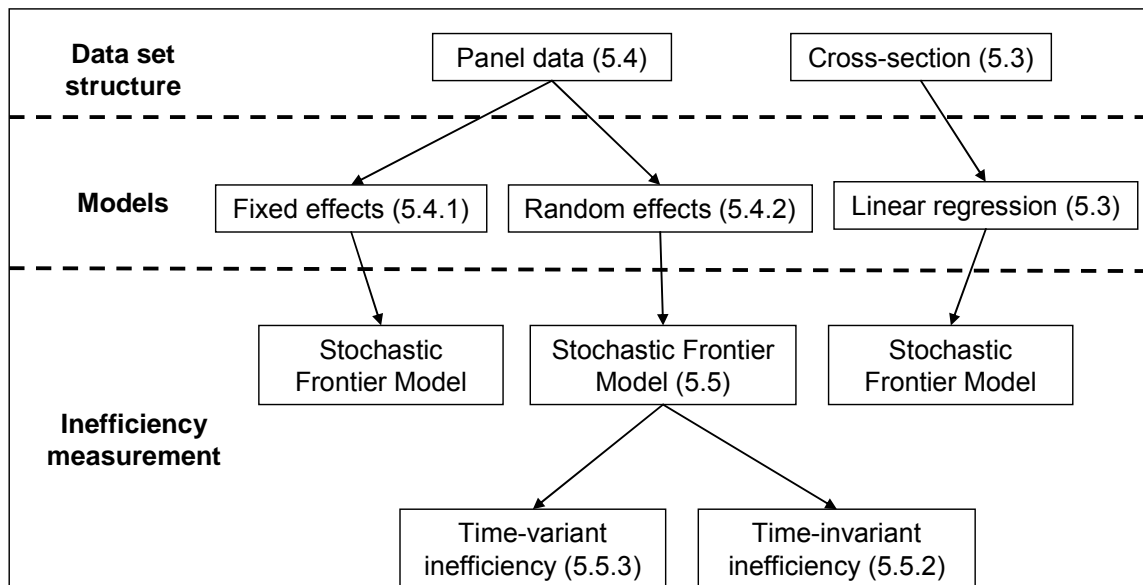 Data set
structure
Panel data (5.4)
Cross-section (5.3)
Models
Fixed effects (5.4.1)
Random effects (5.4.2)
Linear regression (5.3)
Inefficiency
measurement
Stochastic
Frontier Model
Stochastic Frontier
Model (5.5)
Stochastic
Frontier Model
Time-variant
inefficiency (5.5.3)
Time-invariant
inefficiency (5.5.2)